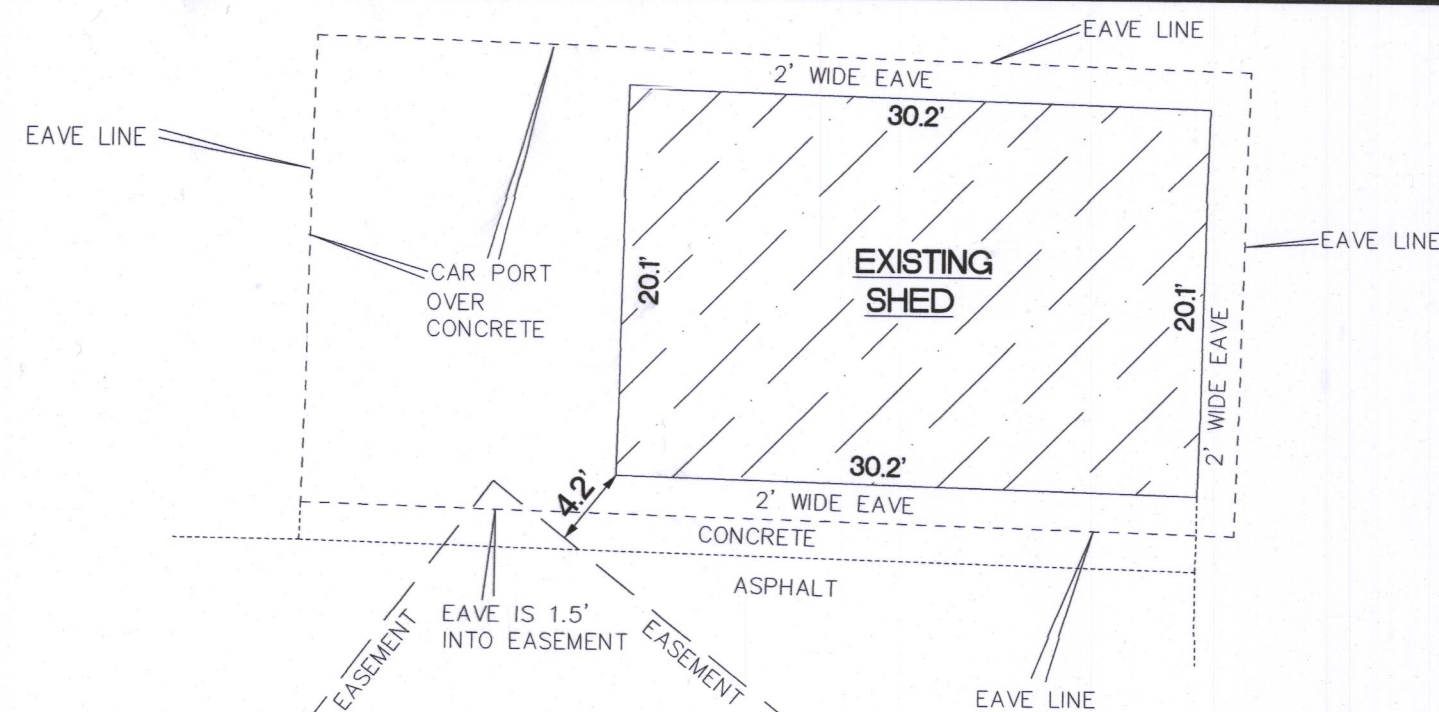 EAVE LINE
2' WIDE EAVE
30.2'
EAVE LINE
EAVE LINE
CAR PORT
OVER
CONCRETE
20.1'
EXISTING
SHED
20.1'
2' WIDE EAVE
30.2'
4.2'
2' WIDE EAVE
CONCRETE
ASPHALT
EAVE IS 1.5'
INTO EASEMENT
EASEMENT
EASEMENT
EAVE LINE